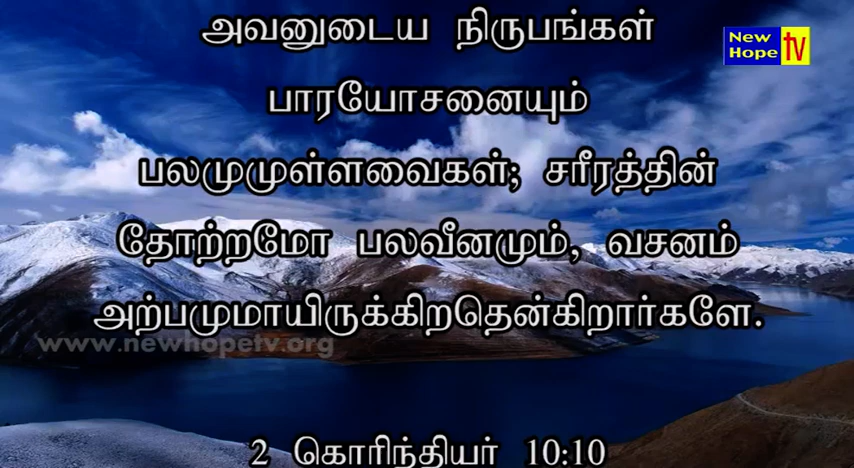 அவனுடைய நிருபங்கள்
New Hope tv
பாரயோசனையும்
பலமுமுள்ளவைகள்; சரீரத்தின்
தோற்றமோ பலவீனமும், வசனம்
அற்பமுமாயிருக்கிறதென்கிறார்களே.
www.newhopetv.org
2 கொரிந்தியர் 10:10